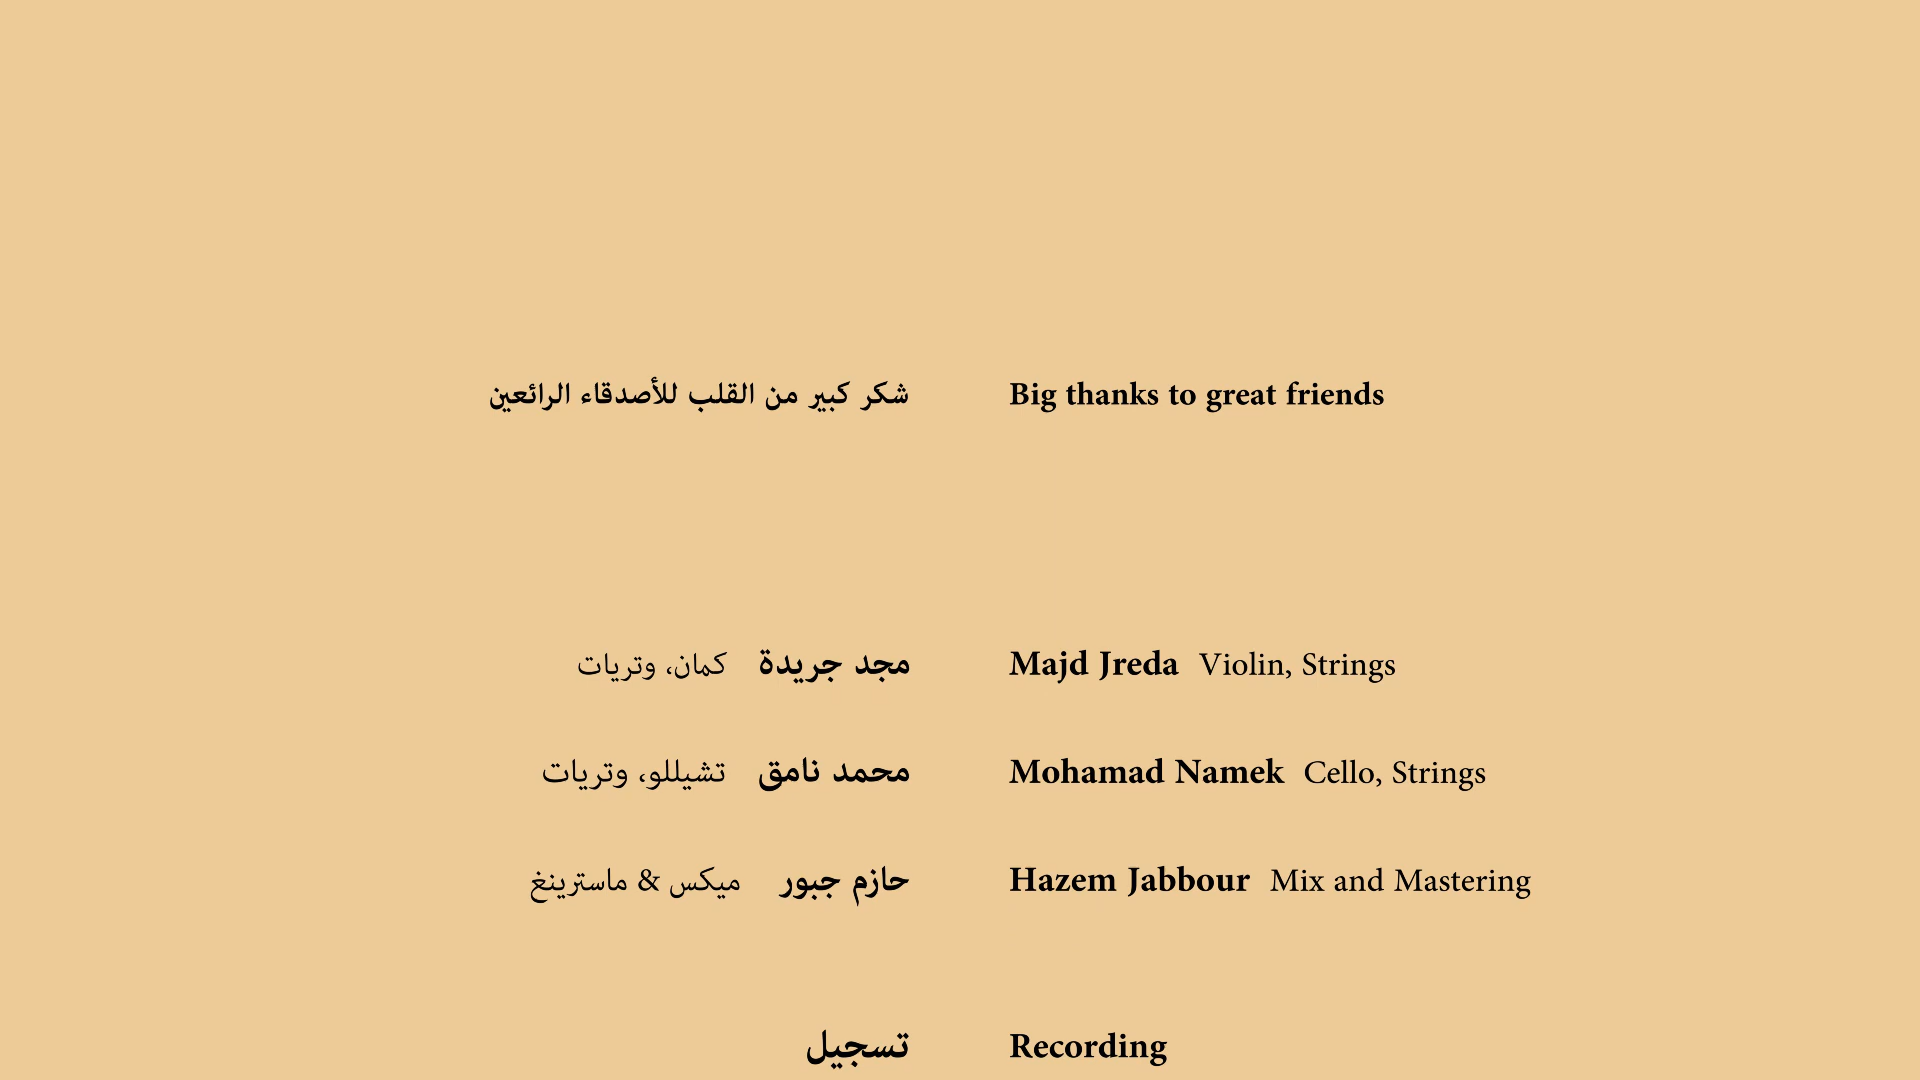 شكر كبير من القلب للأصدقاء الرائعين
Big thanks to great friends
مجد جريدة كمان، وتريات
Majd Jreda Violin, Strings
محمد نامق تشيللو، وتريات
Mohamad Namek Cello, Strings
حازم جبور ميكس & ماسترينغ
Hazem Jabbour Mix and Mastering
تسجيل
Recording